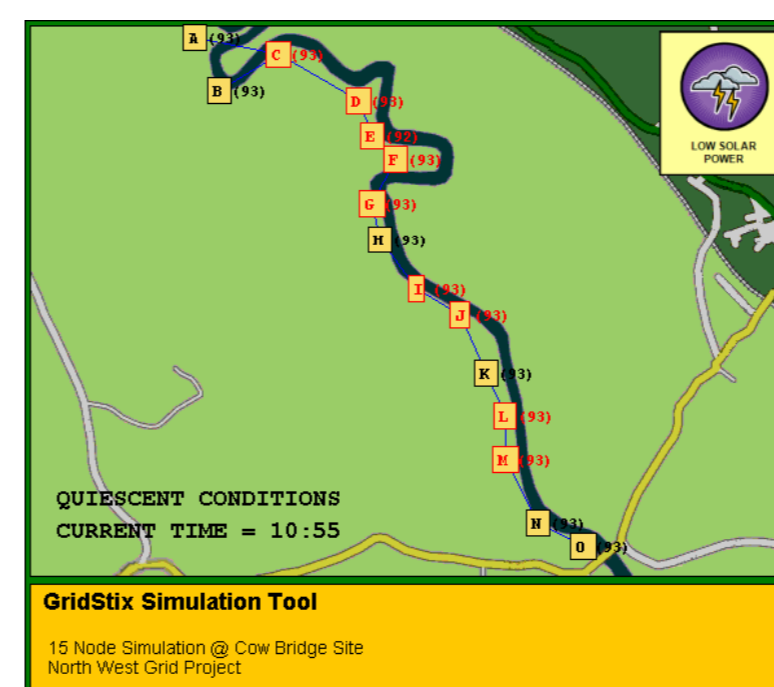 A (93)
C (93)
B (93)
D (93)
E (92)
F (93)
G (93)
H (93)
I (93)
J (93)
K (93)
L (93)
M (93)
N (93)
O (93)
LOW SOLAR
POWER
QUIESCENT CONDITIONS
CURRENT TIME = 10:55
GridStix Simulation Tool
15 Node Simulation @ Cow Bridge Site
North West Grid Project